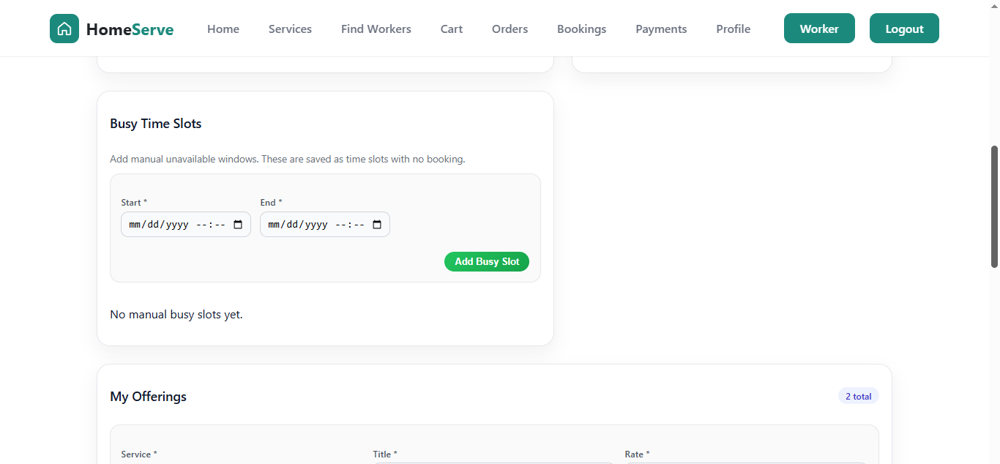 HomeServe Home Services Find Workers Cart Orders Bookings Payments Profile Worker Logout
Busy Time Slots
Add manual unavailable windows. These are saved as time slots with no booking.
Start * End *
mm/dd/yyyy --:-- mm/dd/yyyy --:--
Add Busy Slot
No manual busy slots yet.
My Offerings 2 total
Service * Title * Rate *